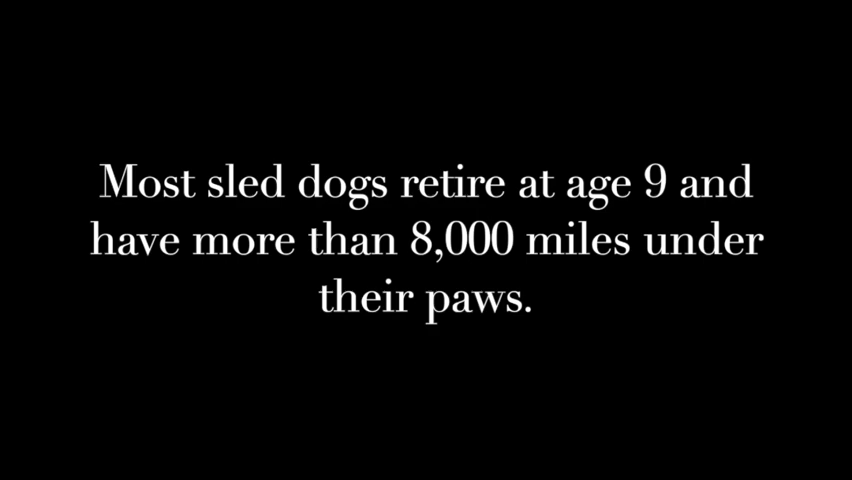 Most sled dogs retire at age 9 and
have more than 8,000 miles under
their paws.